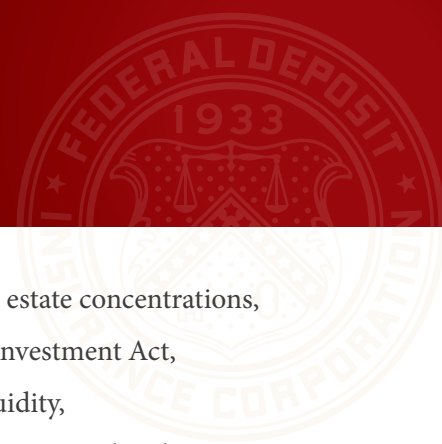 FEDERAL DEPOSIT
INSURANCE CORPORATION
1933
estate concentrations,
nvestment Act,
uidity,